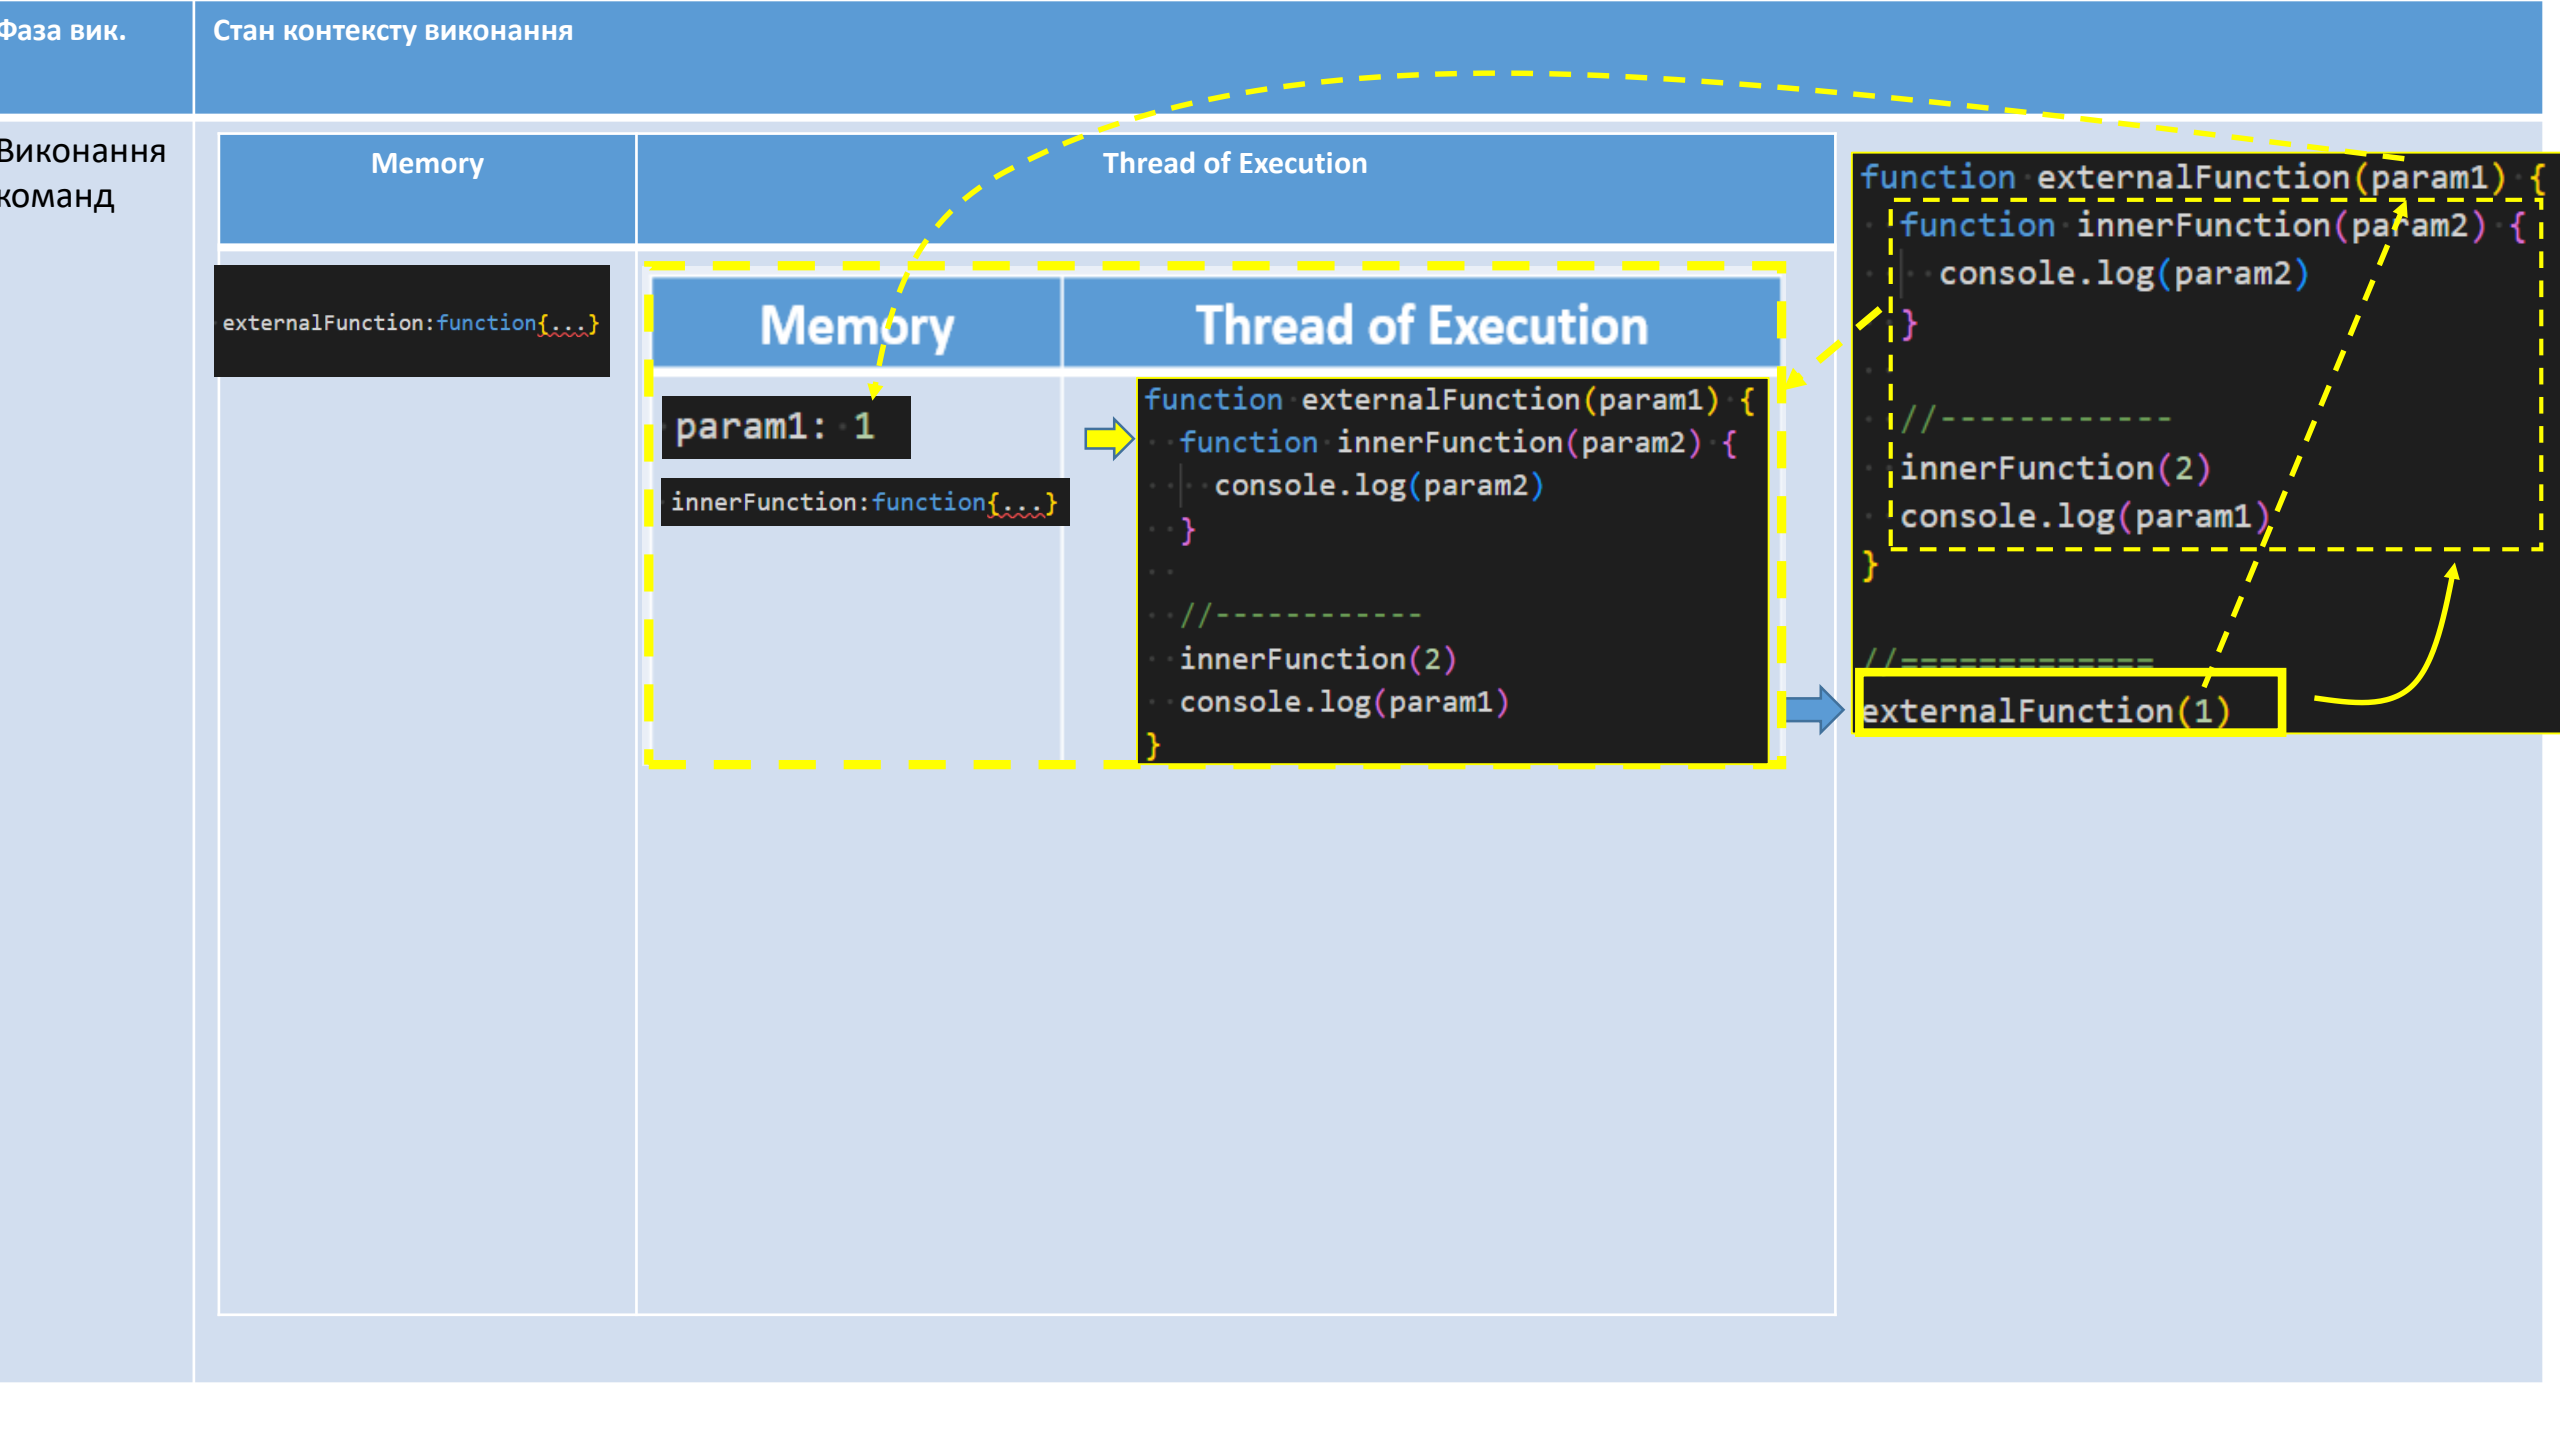 Фаза вик.
Стан контексту виконання
Виконання
команд
Memory
Thread of Execution
externalFunction:function{...}
Memory
Thread of Execution
param1: 1
innerFunction:function{...}
function externalFunction(param1) {
function innerFunction(param2) {
console.log(param2)
}
//------------
innerFunction(2)
console.log(param1)
}
function externalFunction(param1) {
function innerFunction(param2) {
console.log(param2)
}
//------------
innerFunction(2)
console.log(param1)
}
//=============
externalFunction(1)